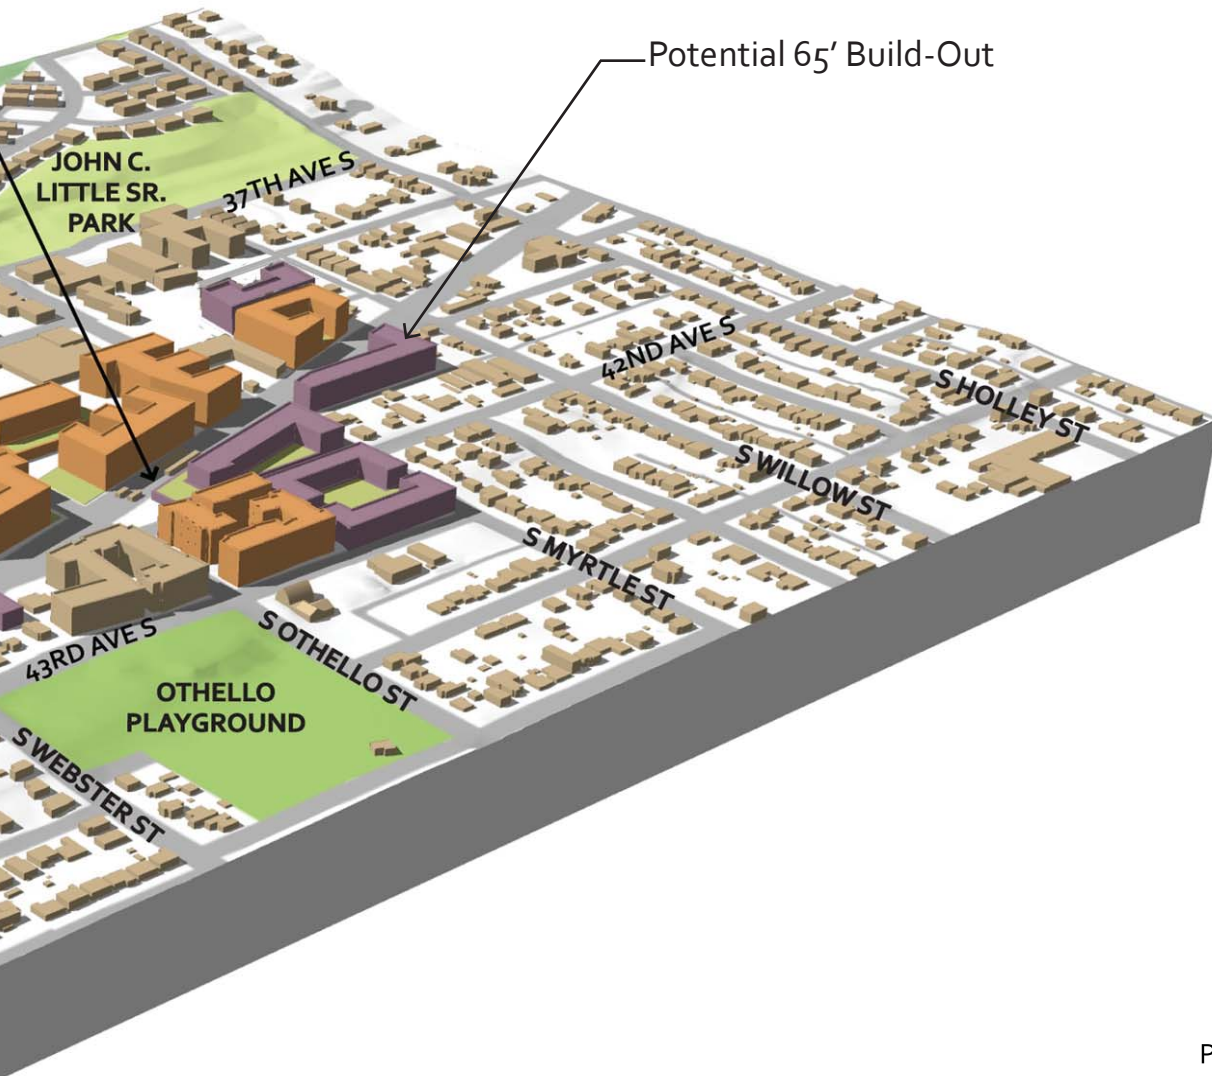 Potential 65' Build-Out
JOHN C.
LITTLE SR.
PARK
37TH AVE S
42ND AVE S
S HOLLEY ST
S WILLOW ST
S MYRTLE ST
S OTHELLO ST
43RD AVE S
OTHELLO
PLAYGROUND
S WEBSTER ST
P